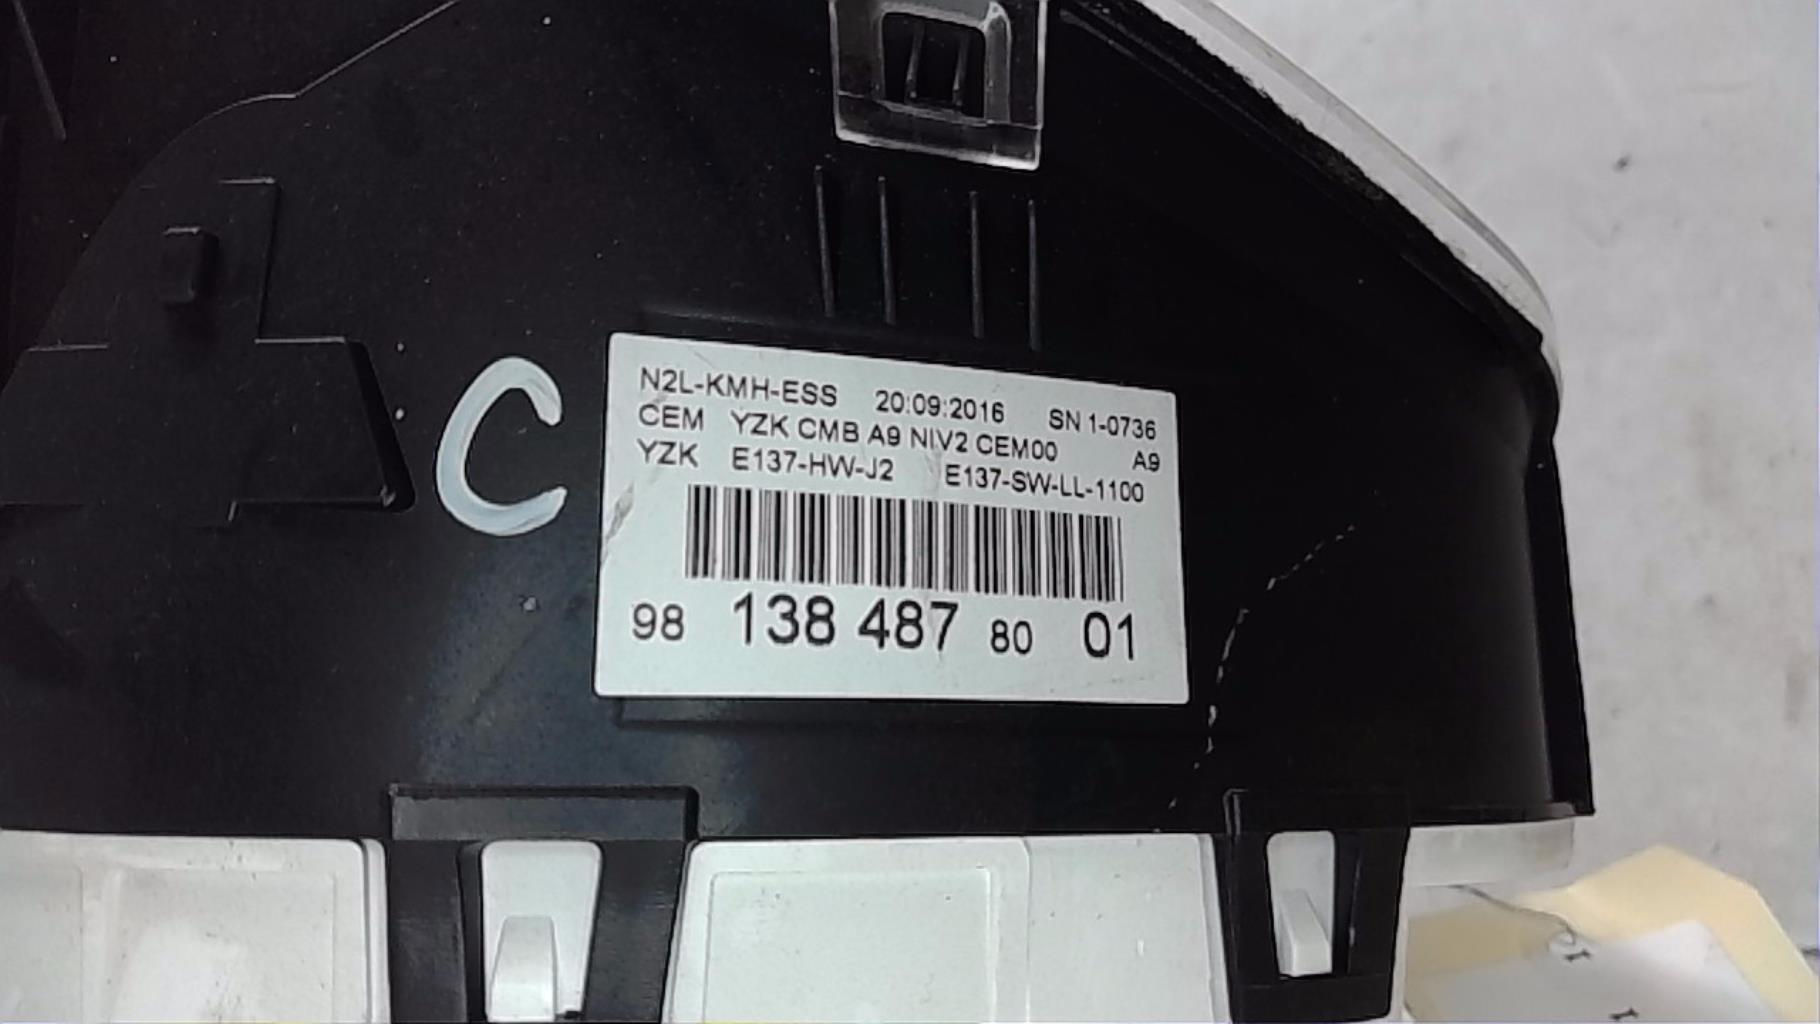 C
N2L-KMH-ESS 20:09:2016 SN 1-0736
CEM YZK CMB A9 NIV2 CEM00 A9
YZK E137-HW-J2 E137-SW-LL-1100
98 138 487 80 01